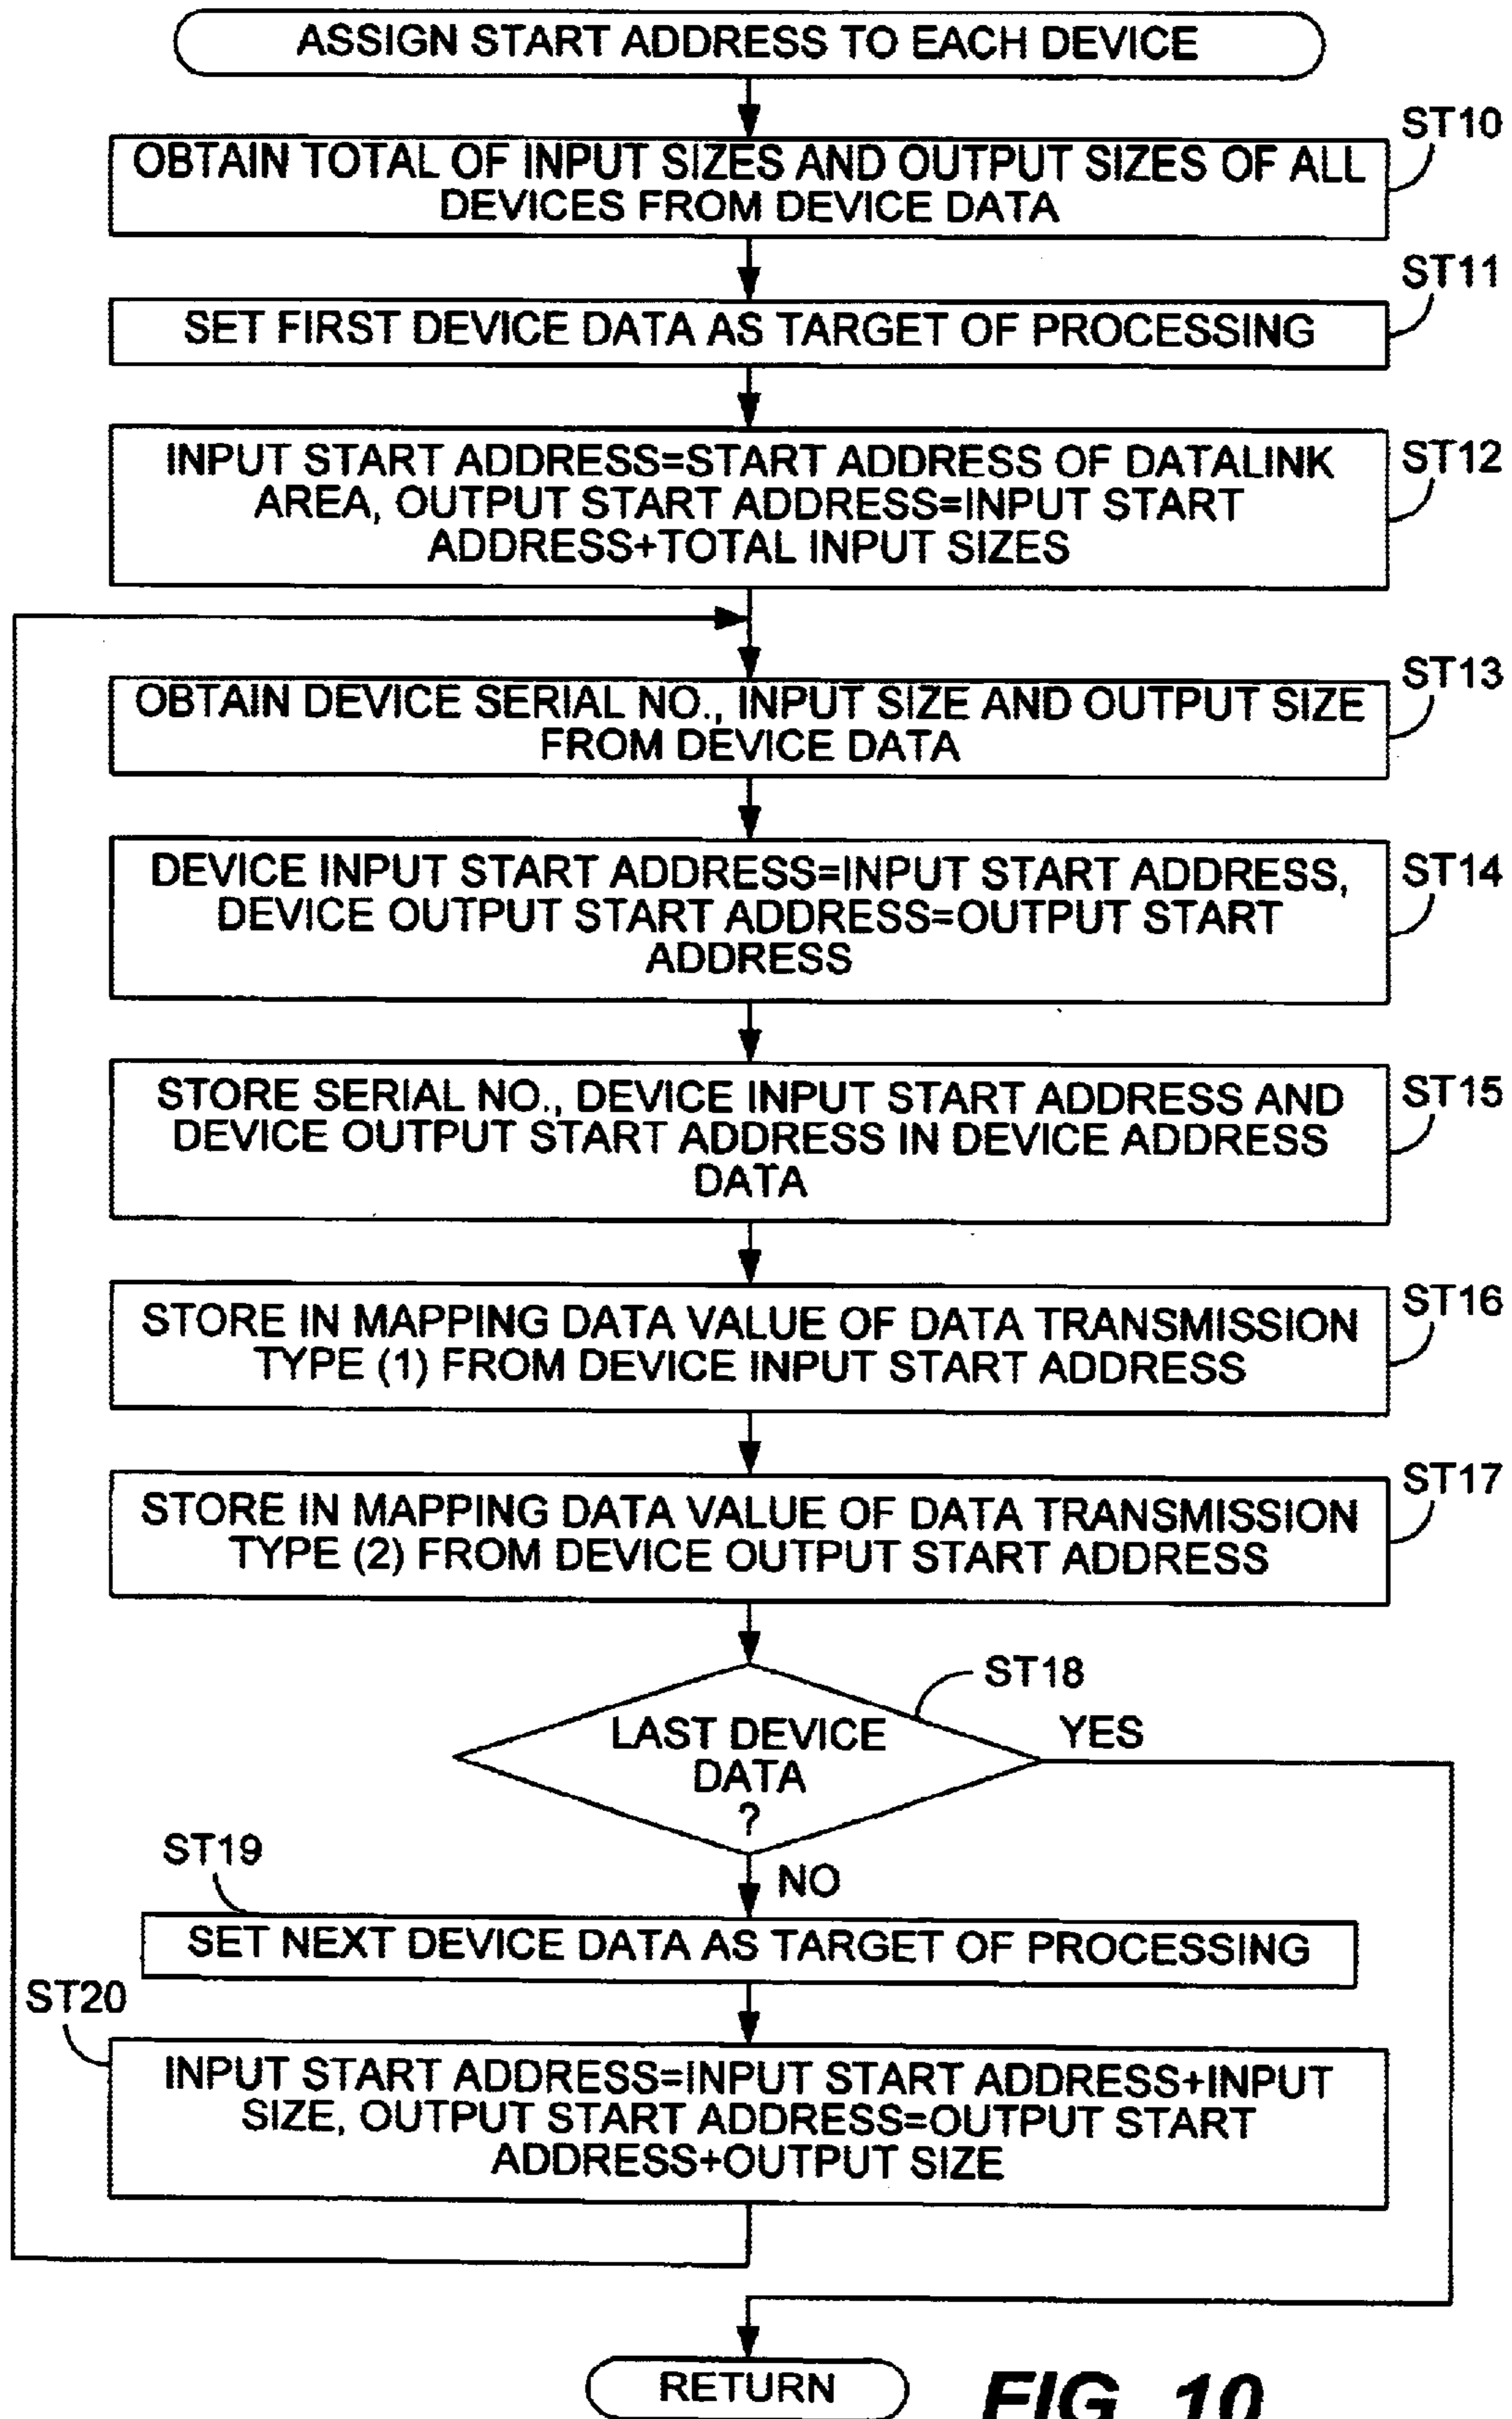 ASSIGN START ADDRESS TO EACH DEVICE
ST10
OBTAIN TOTAL OF INPUT SIZES AND OUTPUT SIZES OF ALL
DEVICES FROM DEVICE DATA
ST11
SET FIRST DEVICE DATA AS TARGET OF PROCESSING
ST12
INPUT START ADDRESS=START ADDRESS OF DATALINK
AREA, OUTPUT START ADDRESS=INPUT START
ADDRESS+TOTAL INPUT SIZES
ST13
OBTAIN DEVICE SERIAL NO., INPUT SIZE AND OUTPUT SIZE
FROM DEVICE DATA
ST14
DEVICE INPUT START ADDRESS=INPUT START ADDRESS,
DEVICE OUTPUT START ADDRESS=OUTPUT START
ADDRESS
ST15
STORE SERIAL NO., DEVICE INPUT START ADDRESS AND
DEVICE OUTPUT START ADDRESS IN DEVICE ADDRESS
DATA
ST16
STORE IN MAPPING DATA VALUE OF DATA TRANSMISSION
TYPE (1) FROM DEVICE INPUT START ADDRESS
ST17
STORE IN MAPPING DATA VALUE OF DATA TRANSMISSION
TYPE (2) FROM DEVICE OUTPUT START ADDRESS
ST18
LAST DEVICE
DATA
?
YES
NO
ST19
SET NEXT DEVICE DATA AS TARGET OF PROCESSING
ST20
INPUT START ADDRESS=INPUT START ADDRESS+INPUT
SIZE, OUTPUT START ADDRESS=OUTPUT START
ADDRESS+OUTPUT SIZE
RETURN
FIG. 10